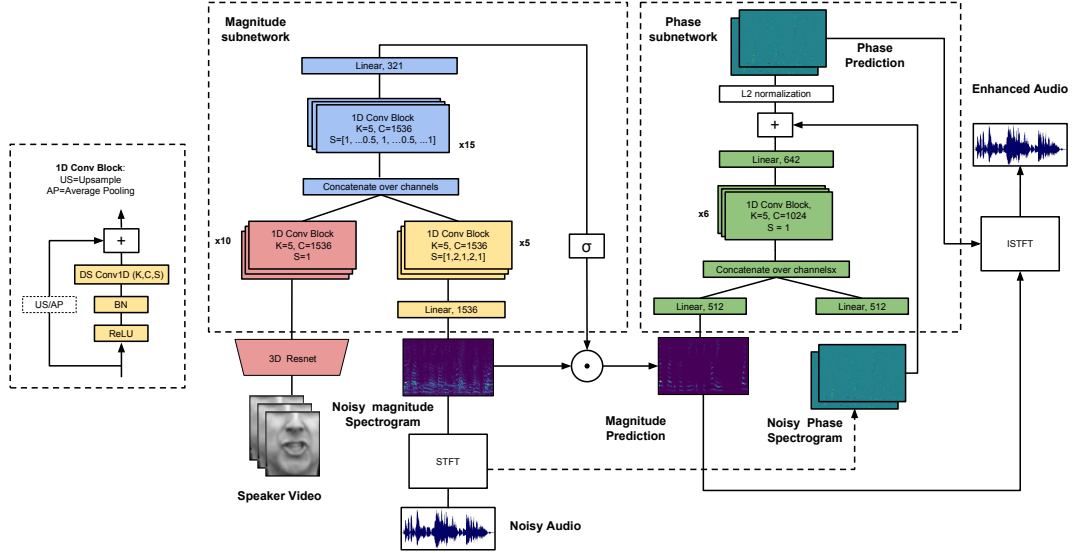 Magnitude
subnetwork
Linear, 321
1D Conv Block
K=5, C=1536
S=[1, ...0.5, 1, ...0.5, ...1]
x15
Concatenate over channels
x10
1D Conv Block
K=5, C=1536
S=1
1D Conv Block
K=5, C=1536
S=[1,2,1,2,1]
x5
Linear, 1536
σ
3D Resnet
Speaker Video
Noisy magnitude
Spectrogram
STFT
Noisy Audio
Magnitude
Prediction
Phase
subnetwork
Phase
Prediction
L2 normalization
+
Linear, 642
x6
1D Conv Block,
K=5, C=1024
S = 1
Concatenate over channelsx
Linear, 512
Linear, 512
Noisy Phase
Spectrogram
Enhanced Audio
ISTFT
1D Conv Block:
US=Upsample
AP=Average Pooling
+
DS Conv1D (K,C,S)
US/AP
BN
ReLU